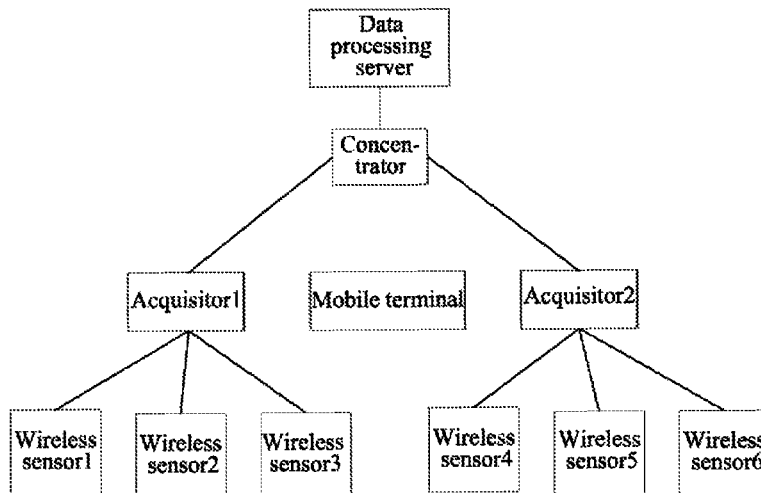 Data
processing
server
Concen-
trator
Acquisitor1
Mobile terminal
Acquisitor2
Wireless
sensor1
Wireless
sensor2
Wireless
sensor3
Wireless
sensor4
Wireless
sensor5
Wireless
sensor6